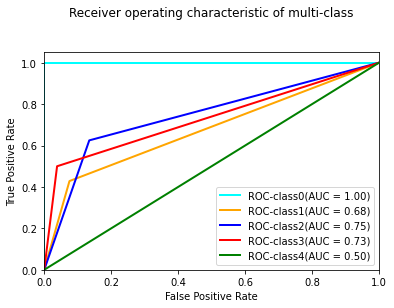 Receiver operating characteristic of multi-class
1.0
0.8
0.6
0.4
0.2
0.0
True Positive Rate
ROC-class0(AUC = 1.00)
ROC-class1(AUC = 0.68)
ROC-class2(AUC = 0.75)
ROC-class3(AUC = 0.73)
ROC-class4(AUC = 0.50)
0.0 0.2 0.4 0.6 0.8 1.0
False Positive Rate